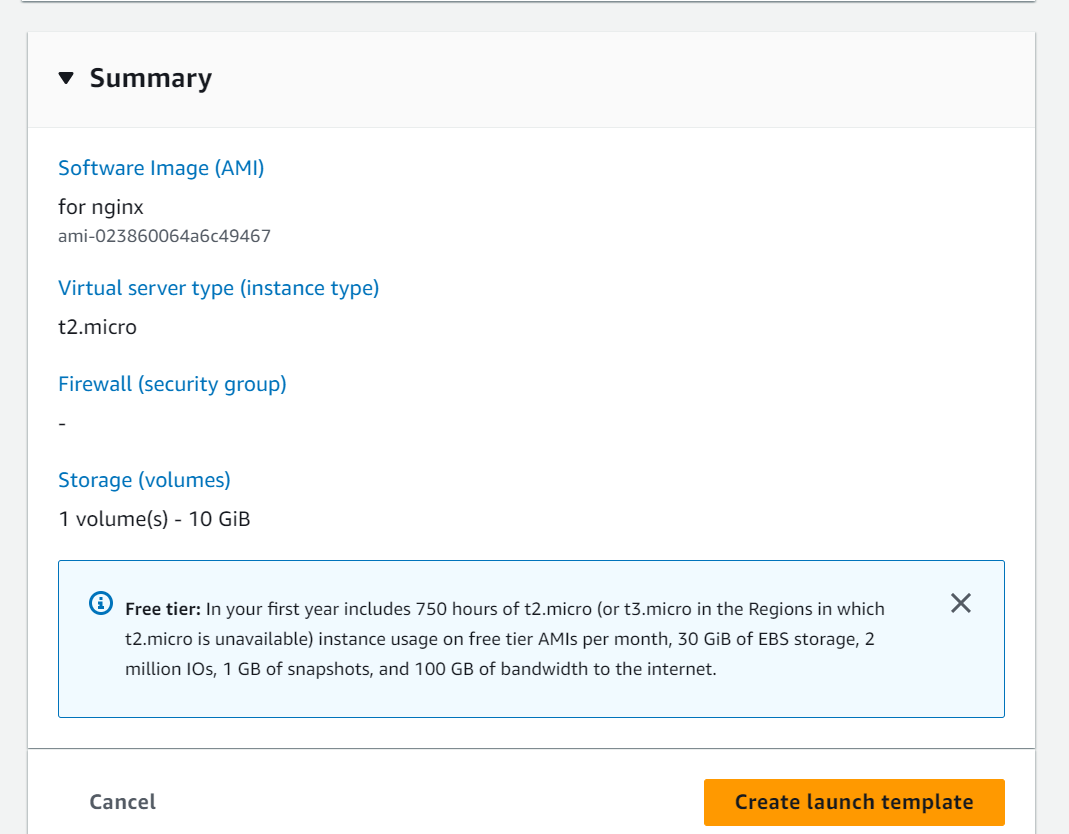 Summary
Software Image (AMI)
for nginx
ami-023860064a6c49467
Virtual server type (instance type)
t2.micro
Firewall (security group)
-
Storage (volumes)
1 volume(s) - 10 GiB
Free tier: In your first year includes 750 hours of t2.micro (or t3.micro in the Regions in which
t2.micro is unavailable) instance usage on free tier AMIs per month, 30 GiB of EBS storage, 2
million IOs, 1 GB of snapshots, and 100 GB of bandwidth to the internet.
Cancel
Create launch template